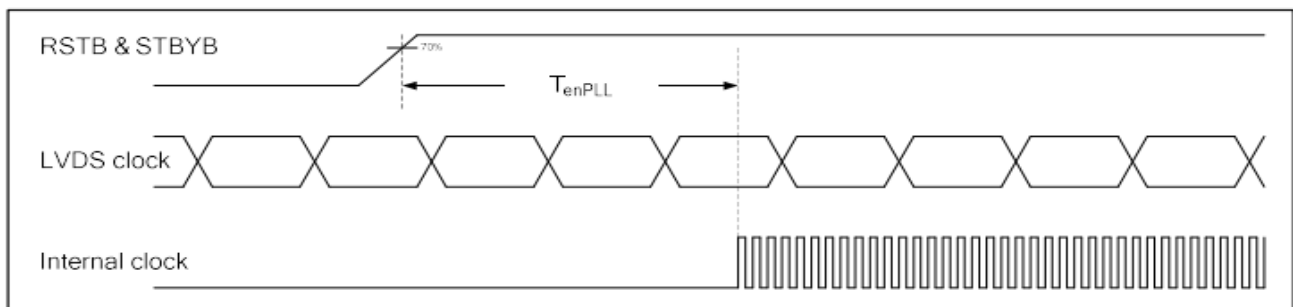 RSTB & STBYB
70%
TenPLL
LVDS clock
Internal clock